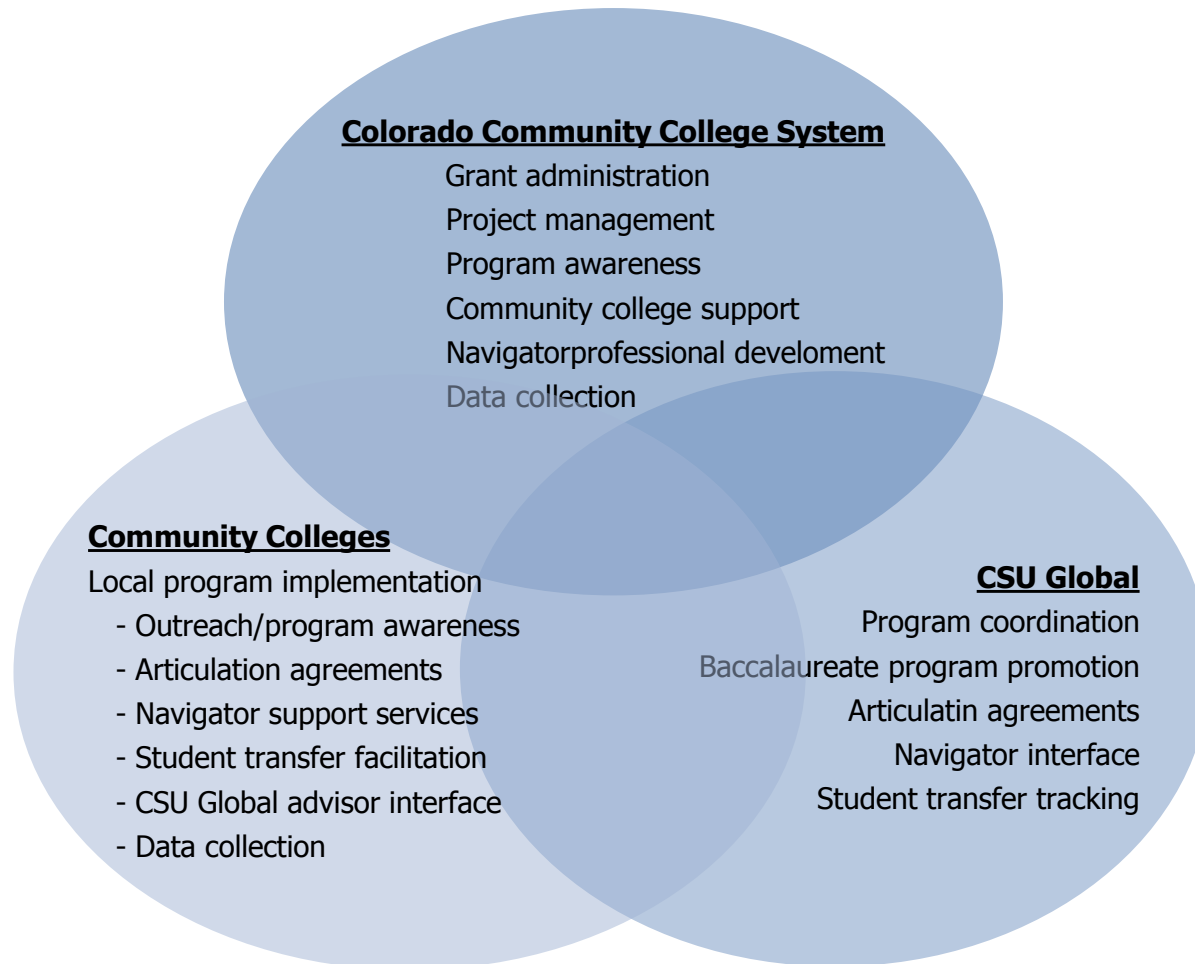 Colorado Community College System
Grant administration
Project management
Program awareness
Community college support
Navigatorprofessional develoment
Data collection
Community Colleges
Local program implementation
- Outreach/program awareness
- Articulation agreements
- Navigator support services
- Student transfer facilitation
- CSU Global advisor interface
- Data collection
CSU Global
Program coordination
Baccalaureate program promotion
Articulatin agreements
Navigator interface
Student transfer tracking